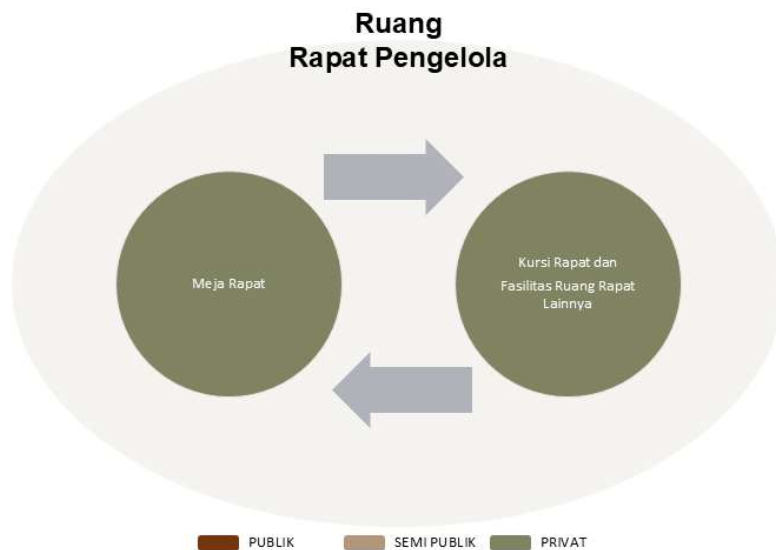 Ruang
Rapat Pengelola
Meja Rapat
Kursi Rapat dan
Fasilitas Ruang Rapat
Lainnya
PUBLIK
SEMI PUBLIK
PRIVAT